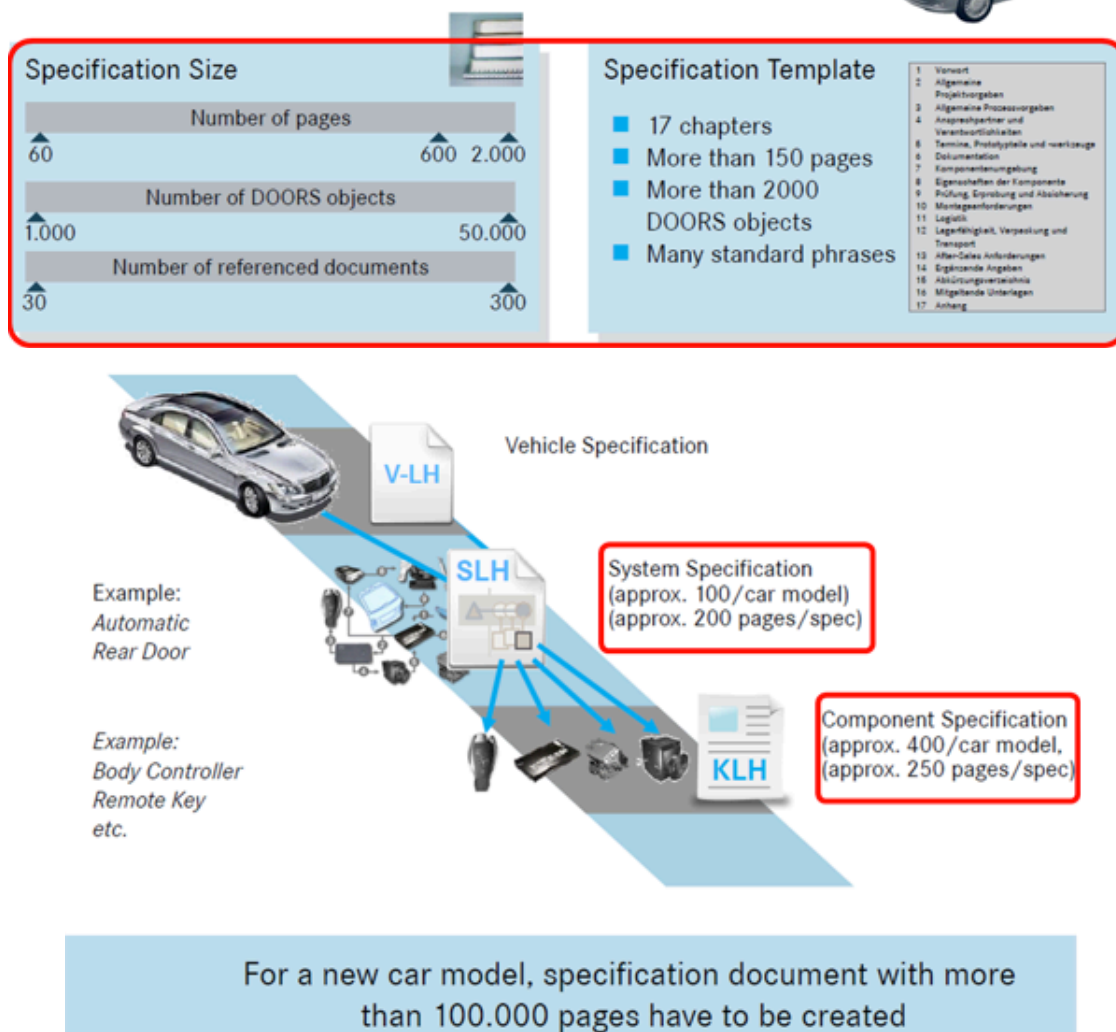 Specification Size
Number of pages
60
600 2.000
Number of DOORS objects
1.000
50.000
Number of referenced documents
30
300
Specification Template
17 chapters
More than 150 pages
More than 2000
DOORS objects
Many standard phrases
1 Vorwort
2 Allgemeine
Projektvorgaben
3 Allgemeine Prozessvorgaben
4 Ansprechpartner und
Verantwortlichkeiten
5 Termine, Prototypteile und -werkzeuge
6 Dokumentation
7 Komponentenumgebung
8 Eigenschaften der Komponente
9 Prüfung, Erprobung und Absicherung
10 Montageanforderungen
11 Logistik
12 Lagerfähigkeit, Verpackung und
Transport
13 After-Sales Anforderungen
14 Ergänzende Angaben
15 Abkürzungsverzeichnis
16 Mitgeltende Unterlagen
17 Anhang
V-LH
Vehicle Specification
SLH
System Specification
(approx. 100/car model)
(approx. 200 pages/spec)
Example:
Automatic
Rear Door
KLH
Component Specification
(approx. 400/car model,
(approx. 250 pages/spec)
Example:
Body Controller
Remote Key
etc.
For a new car model, specification document with more
than 100.000 pages have to be created